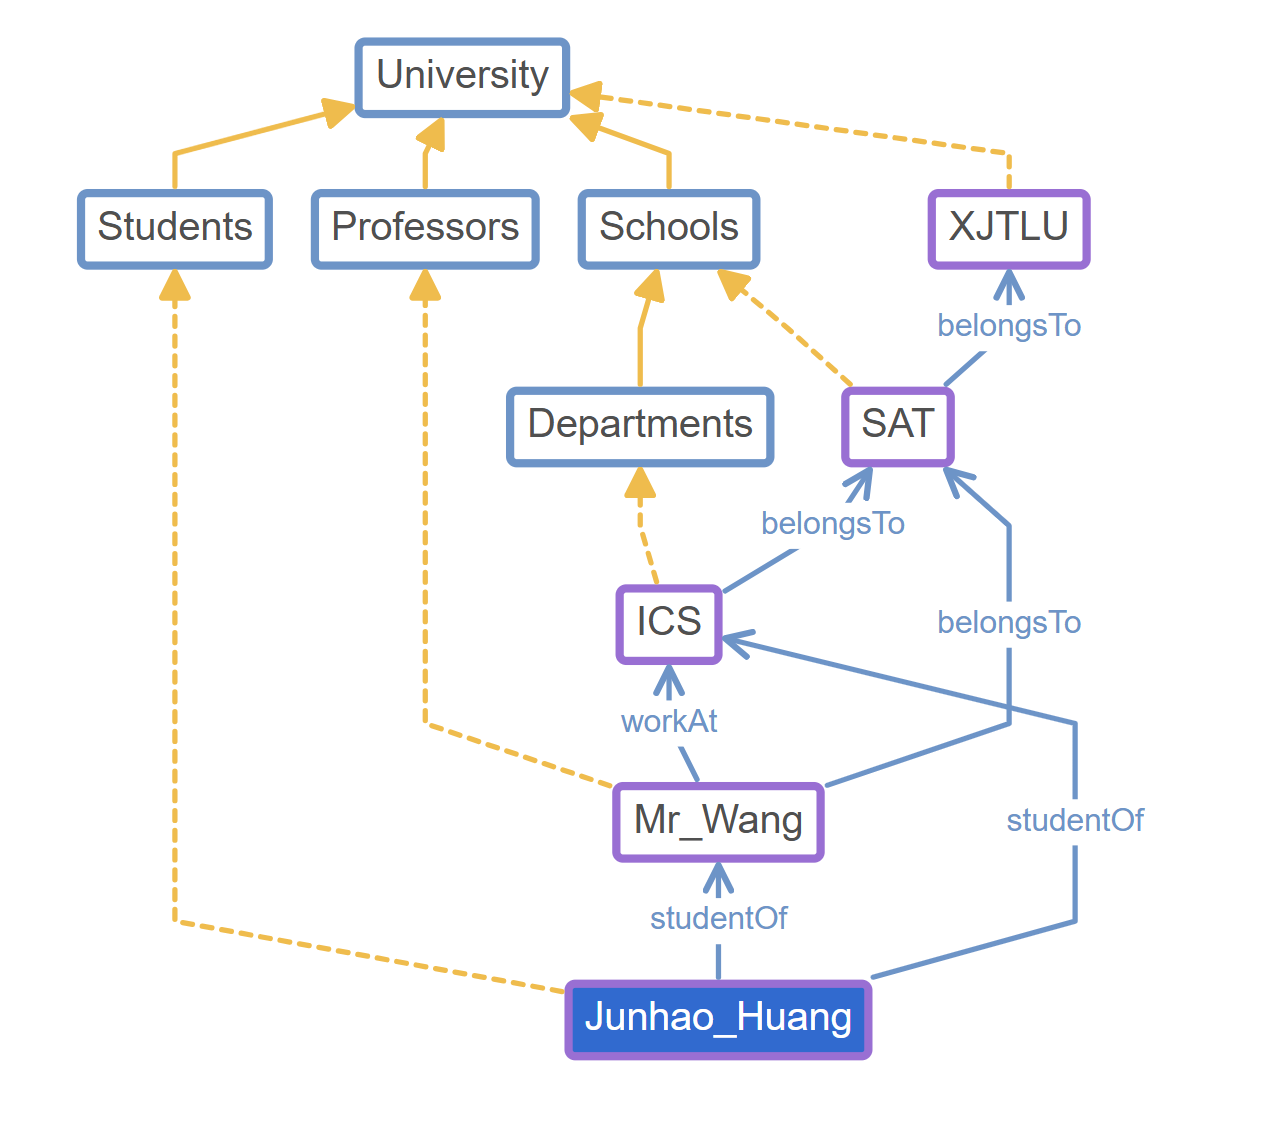 University
Students
Professors
Schools
XJTLU
belongsTo
Departments
SAT
belongsTo
ICS
belongsTo
workAt
Mr_Wang
studentOf
studentOf
Junhao_Huang